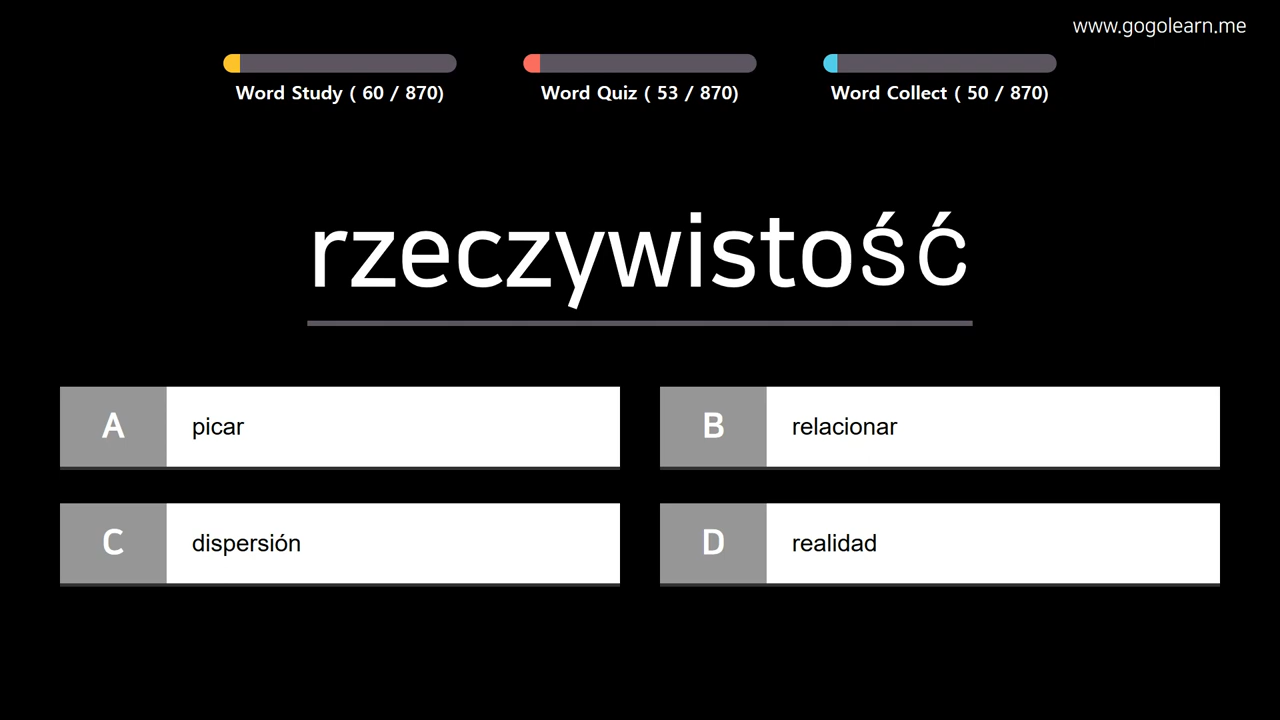 www.gogolearn.me
Word Study ( 60 / 870)
Word Quiz ( 53 / 870)
Word Collect ( 50 / 870)
rzeczywistość
A
picar
B
relacionar
C
dispersión
D
realidad